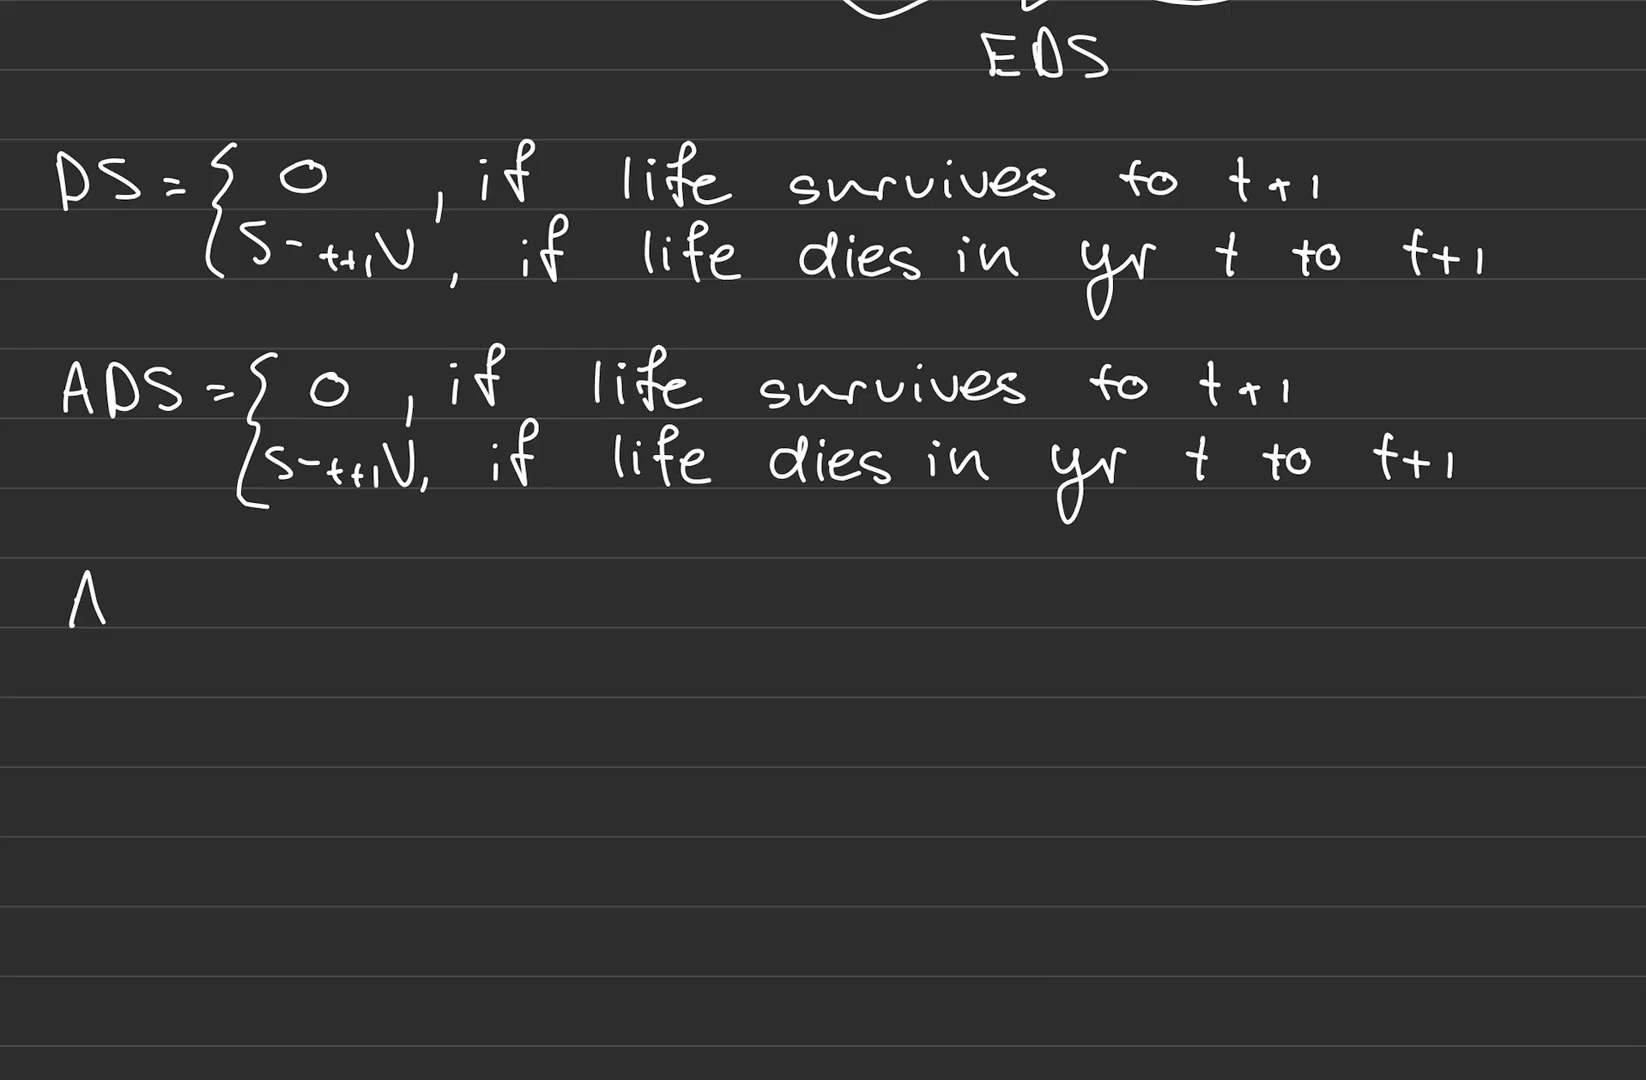 EDS
DS = { 0 , if life survives to t+1
{ S - t+1V , if life dies in yr t to t+1
ADS = { 0 , if life survives to t+1
{ S - t+1V, if life dies in yr t to t+1